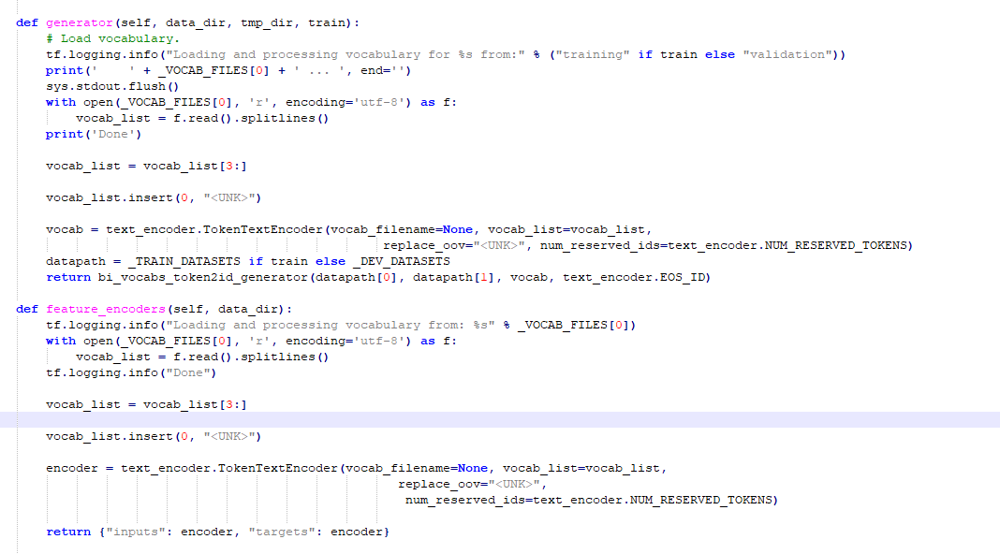 def generator(self, data_dir, tmp_dir, train):
    # Load vocabulary.
    tf.logging.info("Loading and processing vocabulary for %s from:" % ("training" if train else "validation"))
    print('    ' + _VOCAB_FILES[0] + ' ... ', end='')
    sys.stdout.flush()
    with open(_VOCAB_FILES[0], 'r', encoding='utf-8') as f:
        vocab_list = f.read().splitlines()
    print('Done')

    vocab_list = vocab_list[3:]

    vocab_list.insert(0, "<UNK>")

    vocab = text_encoder.TokenTextEncoder(vocab_filename=None, vocab_list=vocab_list,
                                                 replace_oov="<UNK>", num_reserved_ids=text_encoder.NUM_RESERVED_TOKENS)
    datapath = _TRAIN_DATASETS if train else _DEV_DATASETS
    return bi_vocabs_token2id_generator(datapath[0], datapath[1], vocab, text_encoder.EOS_ID)

def feature_encoders(self, data_dir):
    tf.logging.info("Loading and processing vocabulary from: %s" % _VOCAB_FILES[0])
    with open(_VOCAB_FILES[0], 'r', encoding='utf-8') as f:
        vocab_list = f.read().splitlines()
    tf.logging.info("Done")

    vocab_list = vocab_list[3:]

    vocab_list.insert(0, "<UNK>")

    encoder = text_encoder.TokenTextEncoder(vocab_filename=None, vocab_list=vocab_list,
                                                   replace_oov="<UNK>",
                                                    num_reserved_ids=text_encoder.NUM_RESERVED_TOKENS)

    return {"inputs": encoder, "targets": encoder}